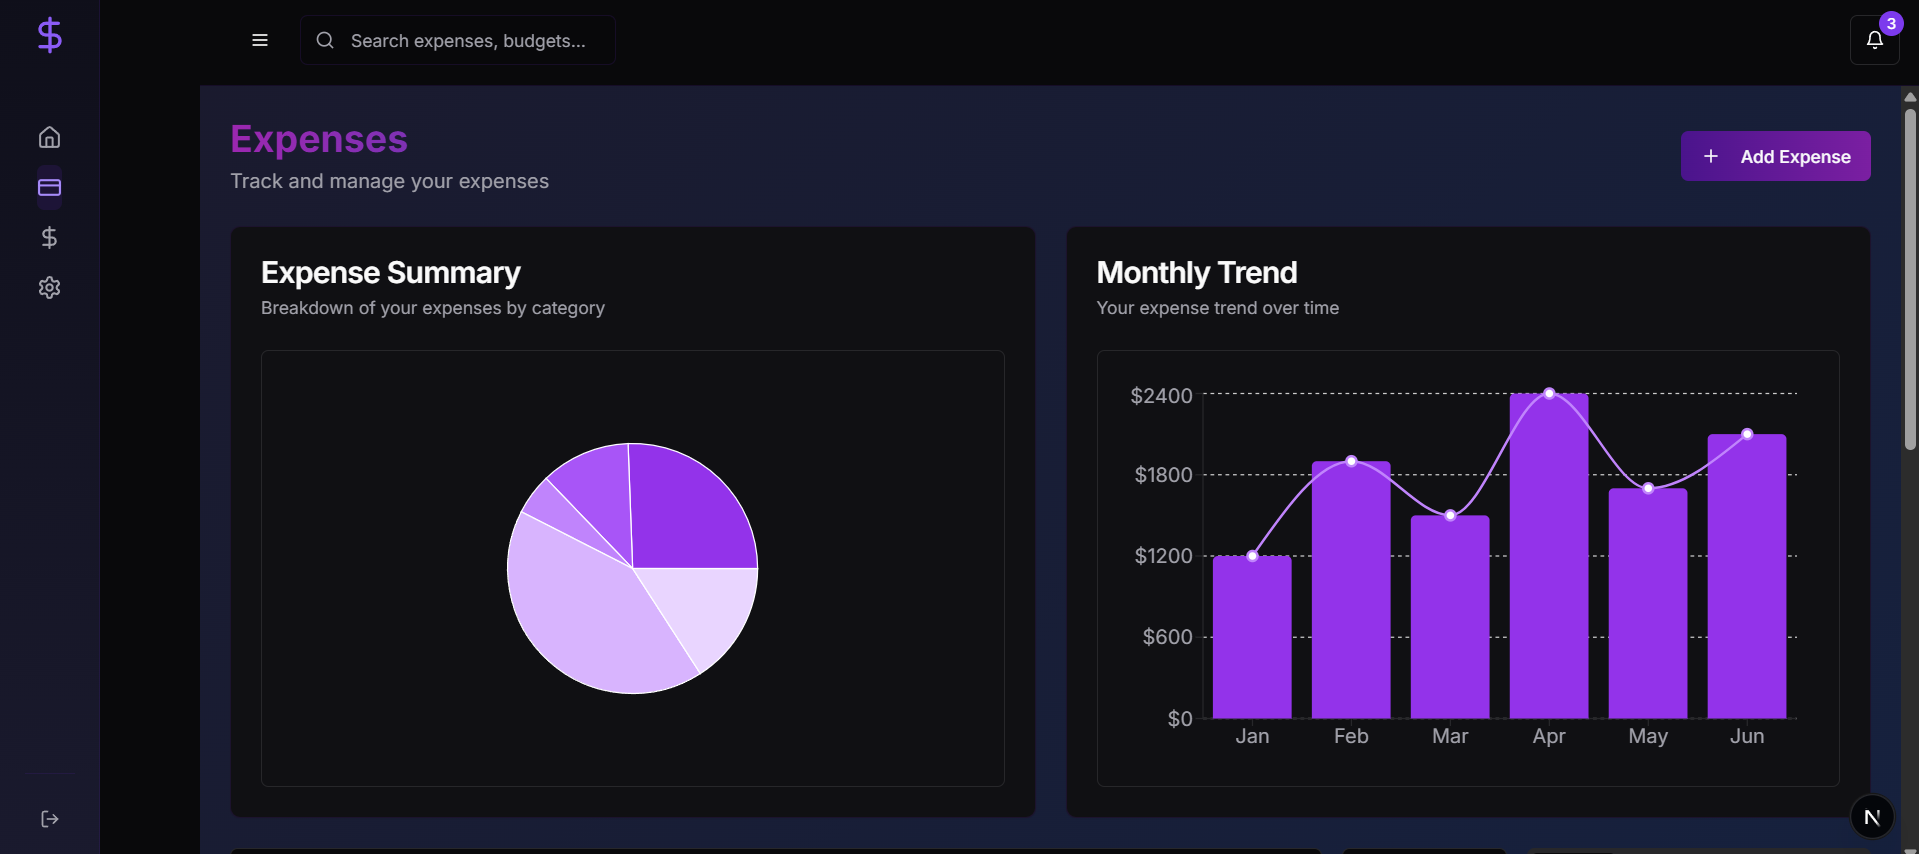 $
Search expenses, budgets...
3
Expenses
Track and manage your expenses
Add Expense
Expense Summary
Breakdown of your expenses by category
Monthly Trend
Your expense trend over time
$2400
$1800
$1200
$600
$0
Jan Feb Mar Apr May Jun
N